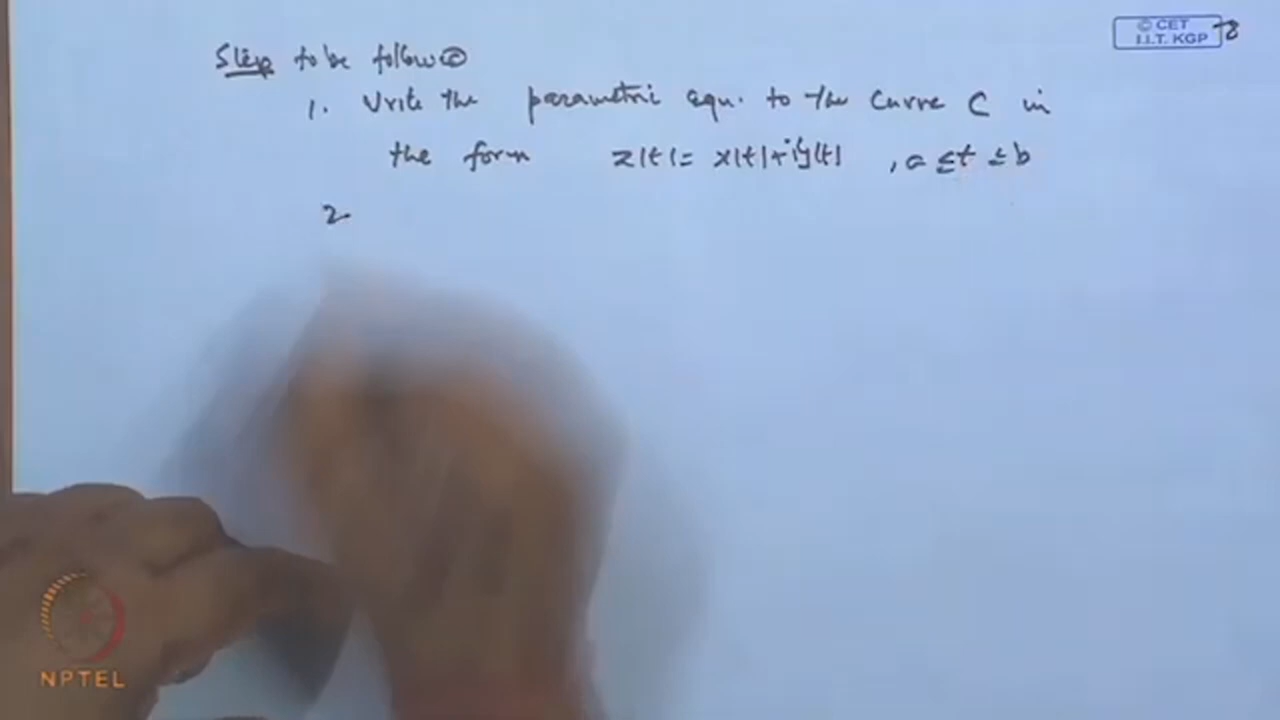 © CET
I.I.T. KGP
Step to be followed
1. Write the parametric equ. to the curve C in
the form z(t) = x(t) + iy(t) , a ≤ t ≤ b
2
NPTEL